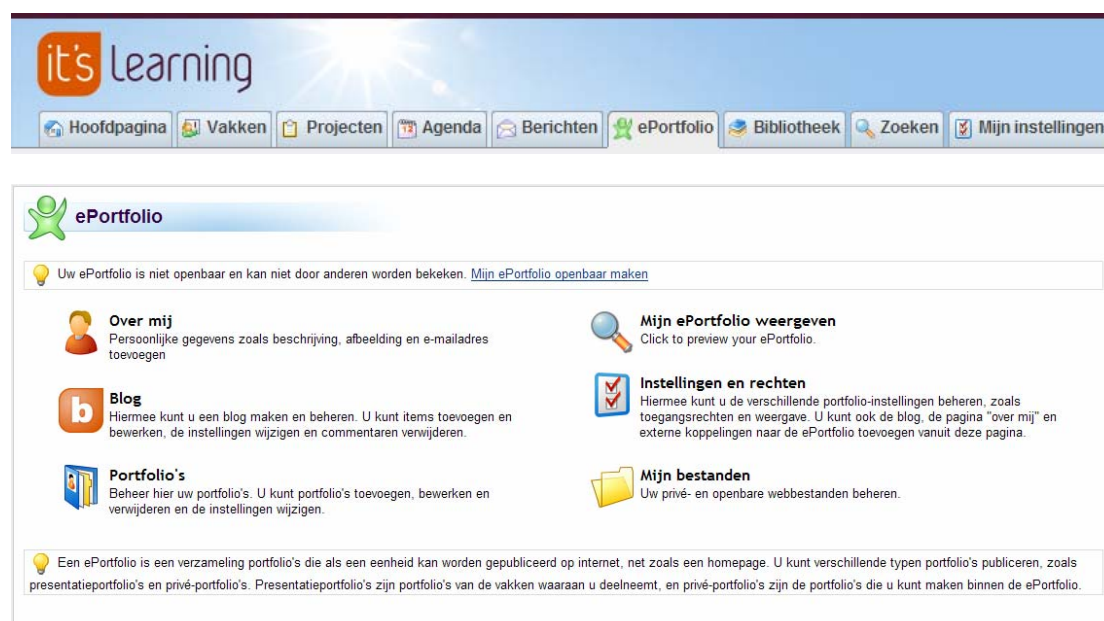 it's Learning
Hoofdpagina Vakken Projecten Agenda Berichten ePortfolio Bibliotheek Zoeken Mijn instellingen
ePortfolio
Uw ePortfolio is niet openbaar en kan niet door anderen worden bekeken. Mijn ePortfolio openbaar maken
Over mij
Persoonlijke gegevens zoals beschrijving, afbeelding en e-mailadres
toevoegen
Blog
Hiermee kunt u een blog maken en beheren. U kunt items toevoegen en
bewerken, de instellingen wijzigen en commentaren verwijderen.
Portfolio's
Beheer hier uw portfolio's. U kunt portfolio's toevoegen, bewerken en
verwijderen en de instellingen wijzigen.
Mijn ePortfolio weergeven
Click to preview your ePortfolio.
Instellingen en rechten
Hiermee kunt u de verschillende portfolio-instellingen beheren, zoals
toegangsrechten en weergave. U kunt ook de blog, de pagina "over mij" en
externe koppelingen naar de ePortfolio toevoegen vanuit deze pagina.
Mijn bestanden
Uw privé- en openbare webbestanden beheren.
Een ePortfolio is een verzameling portfolio's die als een eenheid kan worden gepubliceerd op internet, net zoals een homepage. U kunt verschillende typen portfolio's publiceren, zoals
presentatieportfolio's en privé-portfolio's. Presentatieportfolio's zijn portfolio's van de vakken waaraan u deelneemt, en privé-portfolio's zijn de portfolio's die u kunt maken binnen de ePortfolio.